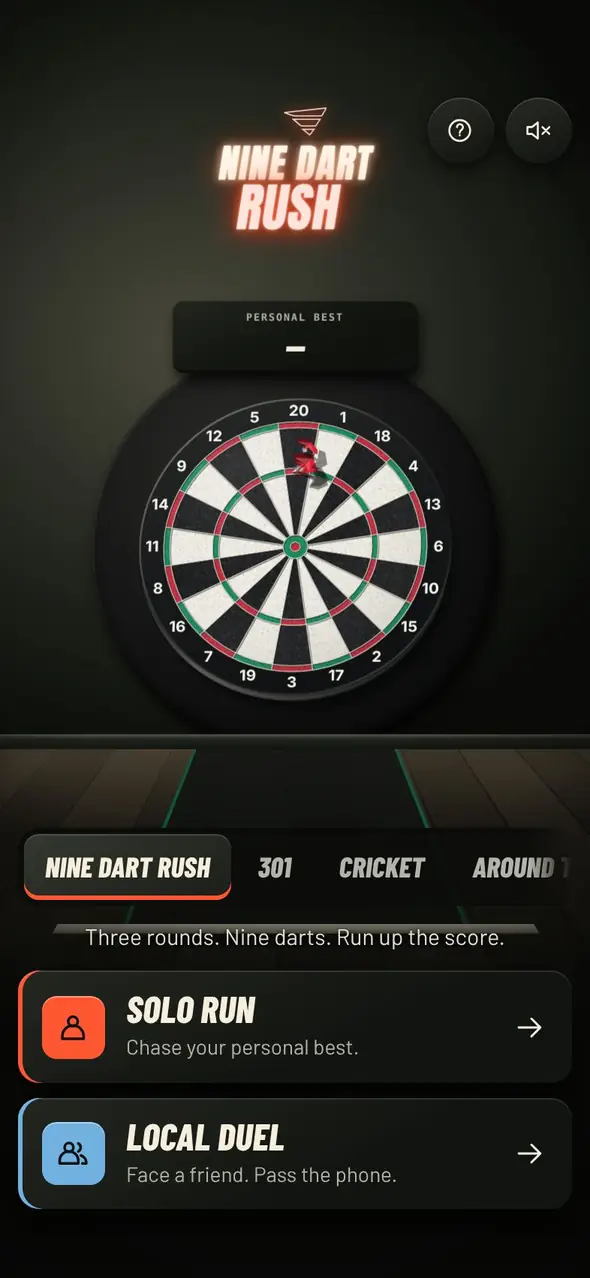 NINE DART
RUSH
PERSONAL BEST
–
20
1
18
4
13
6
10
15
2
17
3
19
7
16
8
11
14
9
12
5
NINE DART RUSH
301
CRICKET
AROUND T
Three rounds. Nine darts. Run up the score.
SOLO RUN
Chase your personal best.
LOCAL DUEL
Face a friend. Pass the phone.